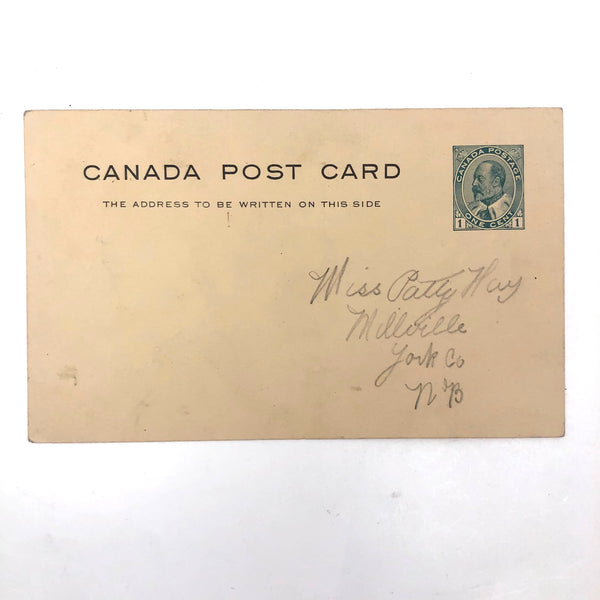 CANADA POST CARD
THE ADDRESS TO BE WRITTEN ON THIS SIDE
CANADA POSTAGE
ONE CENT
1 1
Miss Patty Hay
Millville
York Co
N.B